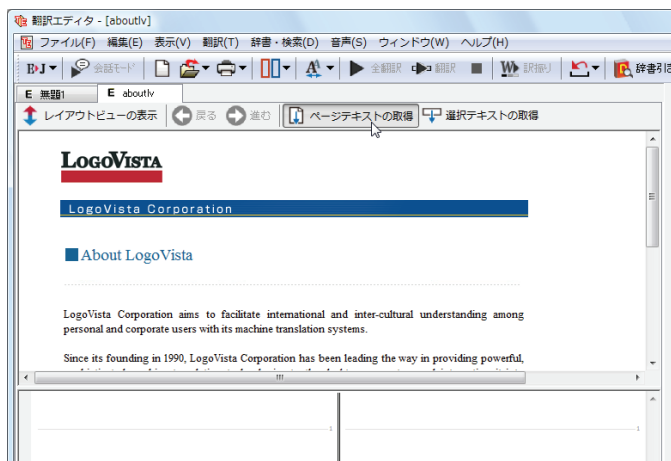 翻訳エディタ - [aboutlv]
ファイル(F) 編集(E) 表示(V) 翻訳(T) 辞書・検索(D) 音声(S) ウィンドウ(W) ヘルプ(H)
E▸J 会話モード 全翻訳 翻訳 訳振り 辞書引き
E 無題1 E aboutlv
レイアウトビューの表示 戻る 進む ページテキストの取得 選択テキストの取得
LOGOVISTA
LogoVista Corporation
About LogoVista
LogoVista Corporation aims to facilitate international and inter-cultural understanding among
personal and corporate users with its machine translation systems.
Since its founding in 1990, LogoVista Corporation has been leading the way in providing powerful,
1 1